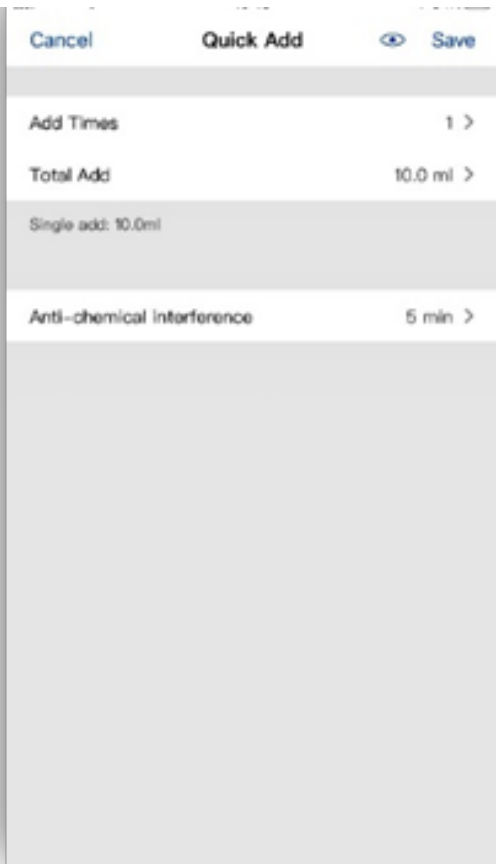 Cancel Quick Add Save
Add Times 1 >
Total Add 10.0 ml >
Single add: 10.0ml
Anti-chemical interference 5 min >